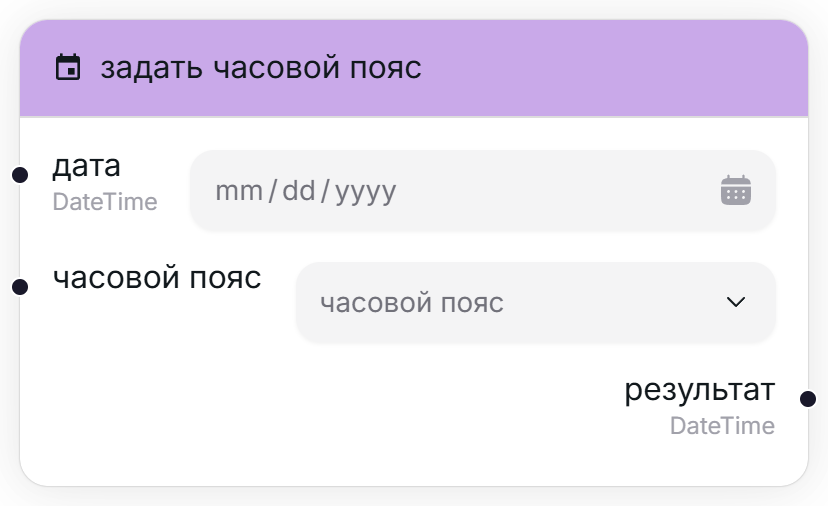 задать часовой пояс
дата
DateTime
mm/dd/yyyy
часовой пояс
часовой пояс
результат
DateTime